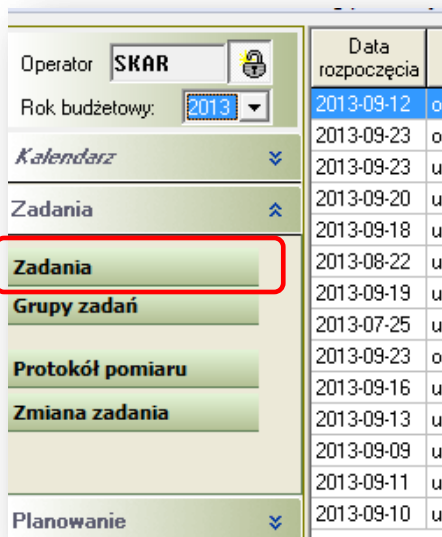 Operator SKAR
Rok budżetowy: 2013
Kalendarz
Zadania
Zadania
Grupy zadań
Protokół pomiaru
Zmiana zadania
Planowanie
Data
rozpoczęcia
2013-09-12 o
2013-09-23 o
2013-09-23 u
2013-09-20 u
2013-09-18 u
2013-08-22 u
2013-09-19 u
2013-07-25 u
2013-09-23 o
2013-09-16 u
2013-09-13 u
2013-09-09 u
2013-09-11 u
2013-09-10 u